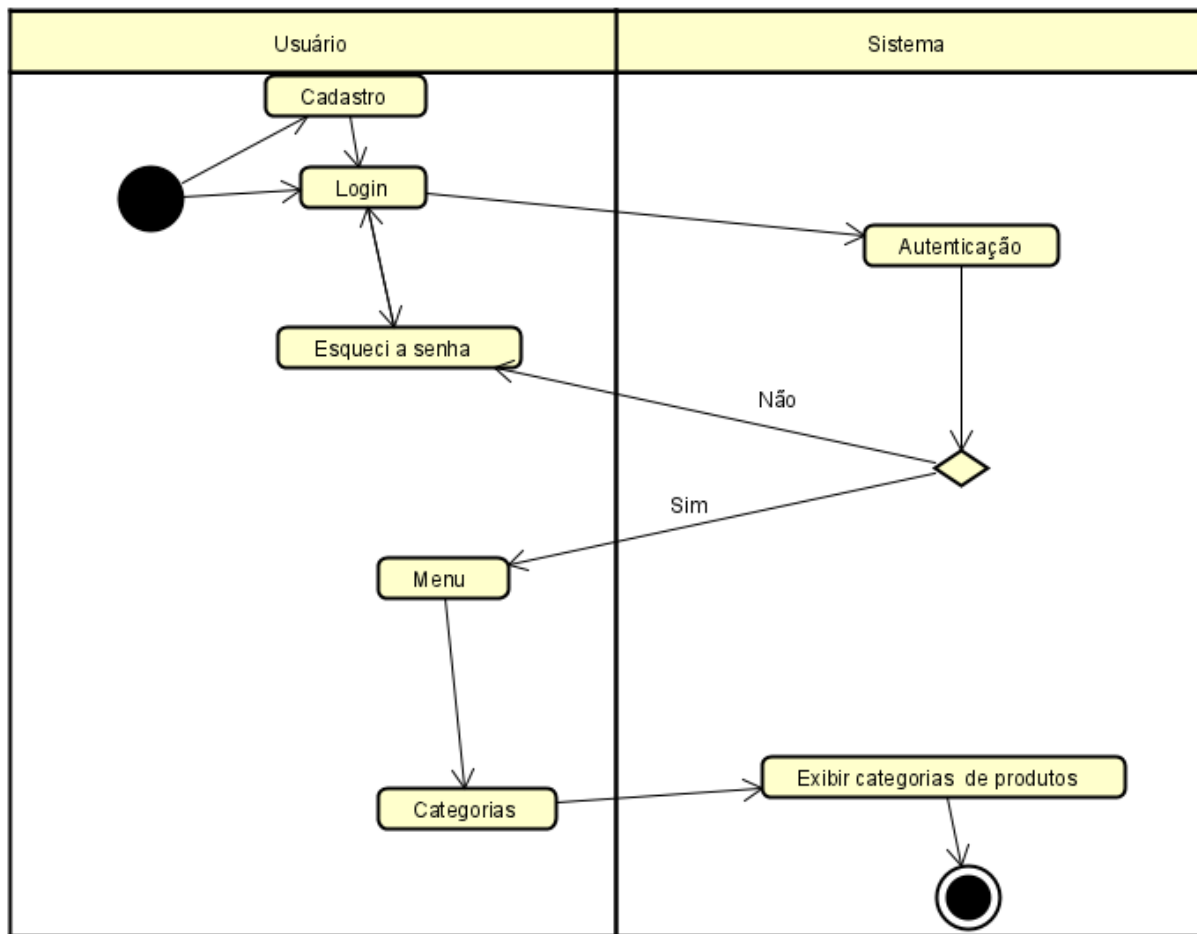 Usuário
Sistema
Cadastro
Login
Autenticação
Esqueci a senha
Não
Sim
Menu
Exibir categorias de produtos
Categorias